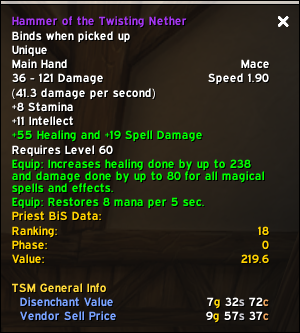 Hammer of the Twisting Nether
Binds when picked up
Unique
Main Hand Mace
36 - 121 Damage Speed 1.90
(41.3 damage per second)
+8 Stamina
+11 Intellect
+55 Healing and +19 Spell Damage
Requires Level 60
Equip: Increases healing done by up to 238
and damage done by up to 80 for all magical
spells and effects.
Equip: Restores 8 mana per 5 sec.
Priest BiS Data:
Ranking: 18
Phase: 0
Value: 219.6
TSM General Info
Disenchant Value 7g 32s 72c
Vendor Sell Price 9g 57s 37c